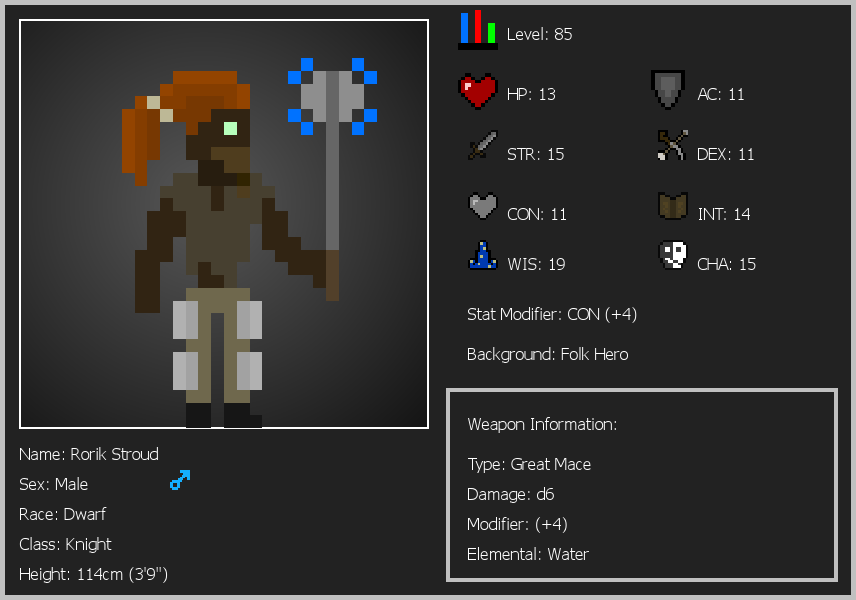 Level: 85
HP: 13
AC: 11
STR: 15
DEX: 11
CON: 11
INT: 14
WIS: 19
CHA: 15
Stat Modifier: CON (+4)
Background: Folk Hero
Weapon Information:
Type: Great Mace
Damage: d6
Modifier: (+4)
Elemental: Water
Name: Rorik Stroud
Sex: Male
Race: Dwarf
Class: Knight
Height: 114cm (3'9")